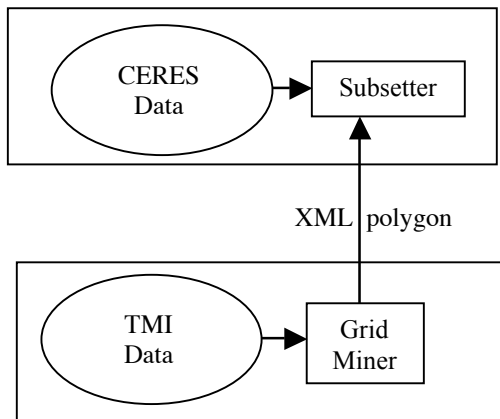 CERES
Data
Subsetter
XML polygon
TMI
Data
Grid
Miner